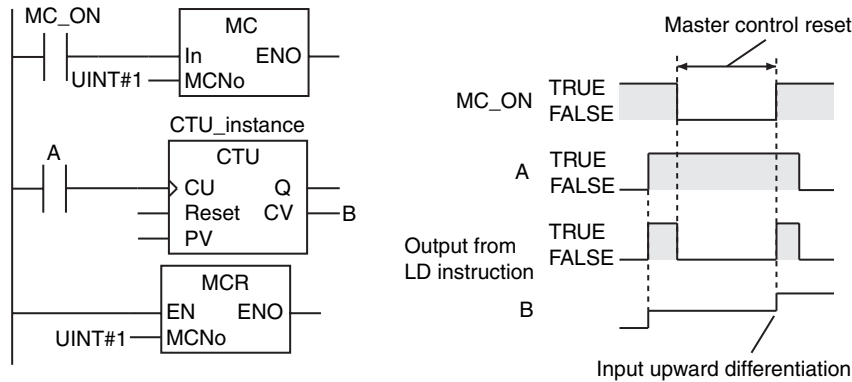 MC_ON
MC
In ENO
UINT#1 MCNo
CTU_instance
A
CTU
CU Q
Reset CV B
PV
MCR
EN ENO
UINT#1 MCNo
Master control reset
MC_ON TRUE
FALSE
A TRUE
FALSE
Output from
LD instruction
TRUE
FALSE
B
Input upward differentiation